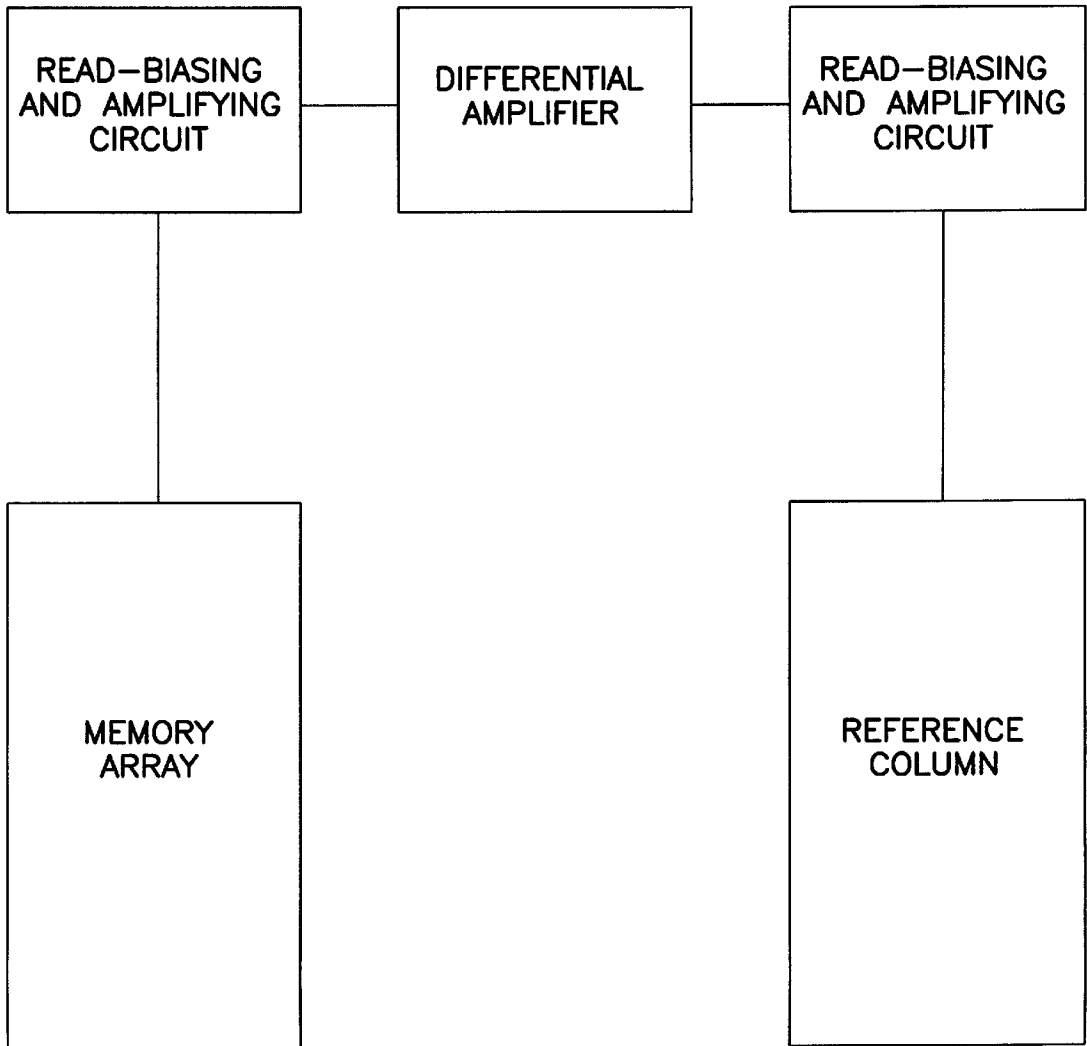 READ-BIASING
AND AMPLIFYING
CIRCUIT
DIFFERENTIAL
AMPLIFIER
READ-BIASING
AND AMPLIFYING
CIRCUIT
MEMORY
ARRAY
REFERENCE
COLUMN